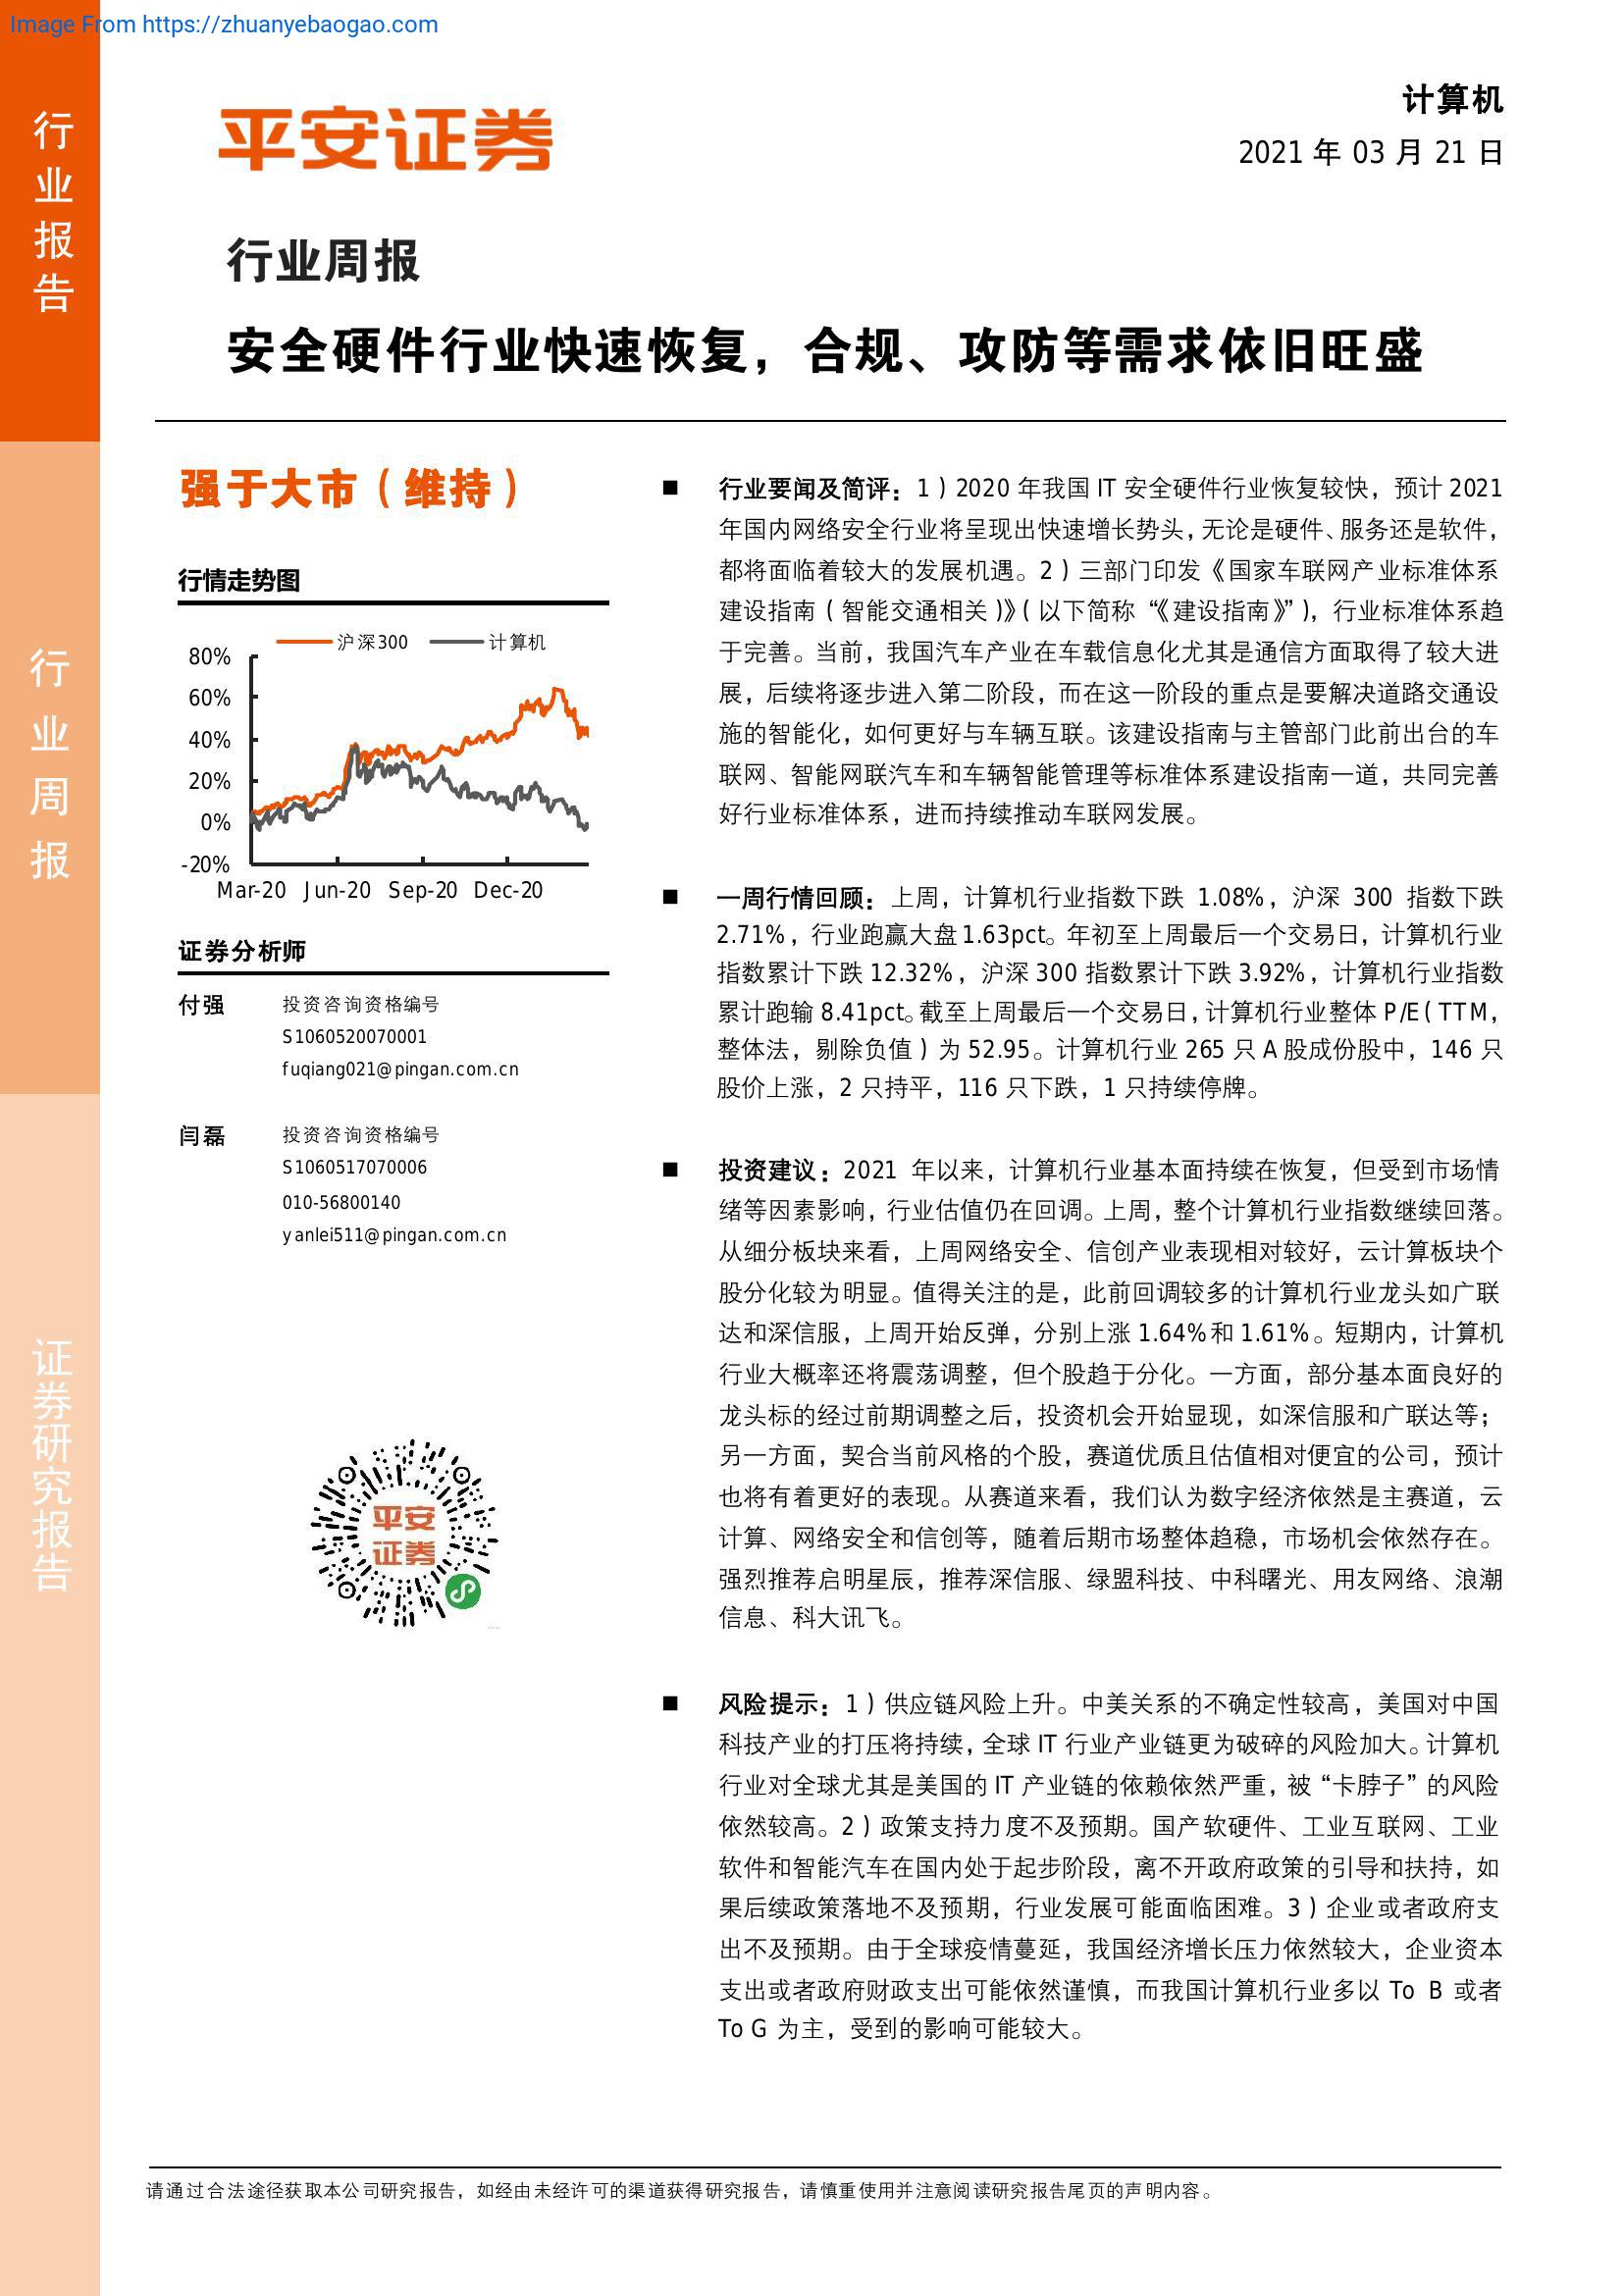 Image From https://zhuanyebaogao.com
行业报告
行业周报
证券研究报告
平安证券
计算机
2021 年 03 月 21 日
行业周报
安全硬件行业快速恢复，合规、攻防等需求依旧旺盛
强于大市（维持）
行情走势图
沪深300 计算机
80%
60%
40%
20%
0%
-20%
Mar-20 Jun-20 Sep-20 Dec-20
证券分析师
付强 投资咨询资格编号
S1060520070001
fuqiang021@pingan.com.cn
闫磊 投资咨询资格编号
S1060517070006
010-56800140
yanlei511@pingan.com.cn
平安
证券
■ 行业要闻及简评：1）2020 年我国 IT 安全硬件行业恢复较快，预计 2021
年国内网络安全行业将呈现出快速增长势头，无论是硬件、服务还是软件，
都将面临着较大的发展机遇。2）三部门印发《国家车联网产业标准体系
建设指南（智能交通相关）》（以下简称“《建设指南》”），行业标准体系趋
于完善。当前，我国汽车产业在车载信息化尤其是通信方面取得了较大进
展，后续将逐步进入第二阶段，而在这一阶段的重点是要解决道路交通设
施的智能化，如何更好与车辆互联。该建设指南与主管部门此前出台的车
联网、智能网联汽车和车辆智能管理等标准体系建设指南一道，共同完善
好行业标准体系，进而持续推动车联网发展。
■ 一周行情回顾：上周，计算机行业指数下跌 1.08%，沪深 300 指数下跌
2.71%，行业跑赢大盘1.63pct。年初至上周最后一个交易日，计算机行业
指数累计下跌 12.32%，沪深 300 指数累计下跌 3.92%，计算机行业指数
累计跑输 8.41pct。截至上周最后一个交易日，计算机行业整体 P/E（TTM，
整体法，剔除负值）为 52.95。计算机行业 265 只 A 股成份股中，146 只
股价上涨，2 只持平，116 只下跌，1 只持续停牌。
■ 投资建议：2021 年以来，计算机行业基本面持续在恢复，但受到市场情
绪等因素影响，行业估值仍在回调。上周，整个计算机行业指数继续回落。
从细分板块来看，上周网络安全、信创产业表现相对较好，云计算板块个
股分化较为明显。值得关注的是，此前回调较多的计算机行业龙头如广联
达和深信服，上周开始反弹，分别上涨 1.64%和 1.61%。短期内，计算机
行业大概率还将震荡调整，但个股趋于分化。一方面，部分基本面良好的
龙头标的经过前期调整之后，投资机会开始显现，如深信服和广联达等；
另一方面，契合当前风格的个股，赛道优质且估值相对便宜的公司，预计
也将有着更好的表现。从赛道来看，我们认为数字经济依然是主赛道，云
计算、网络安全和信创等，随着后期市场整体趋稳，市场机会依然存在。
强烈推荐启明星辰，推荐深信服、绿盟科技、中科曙光、用友网络、浪潮
信息、科大讯飞。
■ 风险提示：1）供应链风险上升。中美关系的不确定性较高，美国对中国
科技产业的打压将持续，全球 IT 行业产业链更为破碎的风险加大。计算机
行业对全球尤其是美国的 IT 产业链的依赖依然严重，被“卡脖子”的风险
依然较高。2）政策支持力度不及预期。国产软硬件、工业互联网、工业
软件和智能汽车在国内处于起步阶段，离不开政府政策的引导和扶持，如
果后续政策落地不及预期，行业发展可能面临困难。3）企业或者政府支
出不及预期。由于全球疫情蔓延，我国经济增长压力依然较大，企业资本
支出或者政府财政支出可能依然谨慎，而我国计算机行业多以 To B 或者
To G 为主，受到的影响可能较大。
请通过合法途径获取本公司研究报告，如经由未经许可的渠道获得研究报告，请慎重使用并注意阅读研究报告尾页的声明内容。